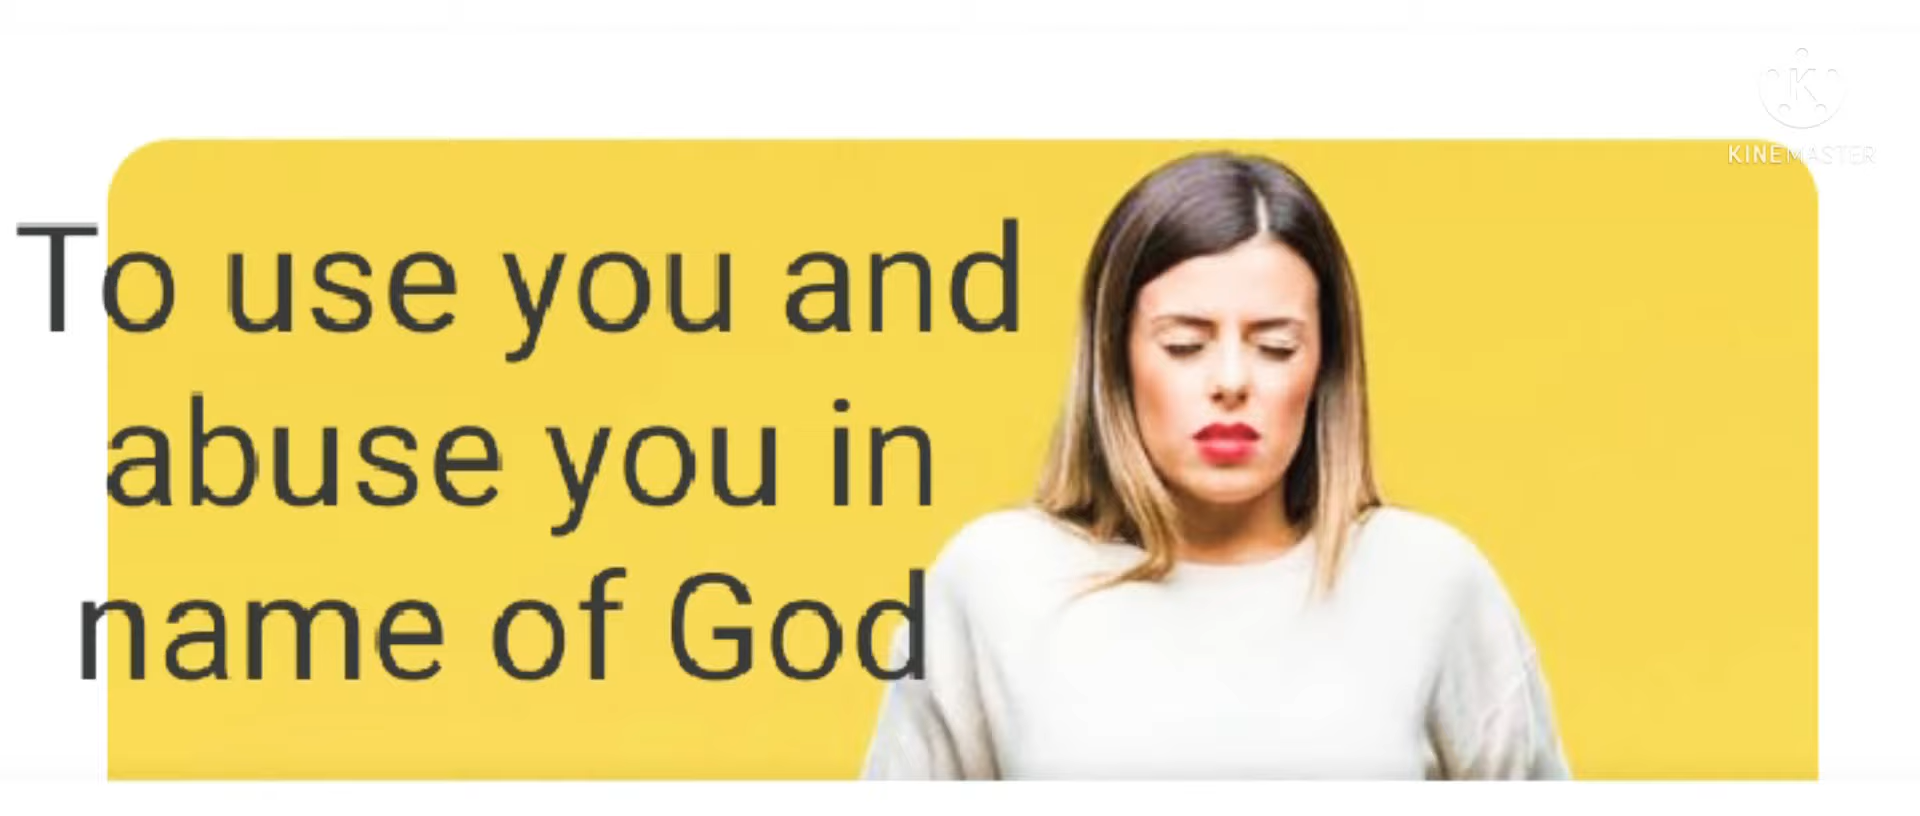 To use you and
abuse you in
name of God
K
KINEMASTER